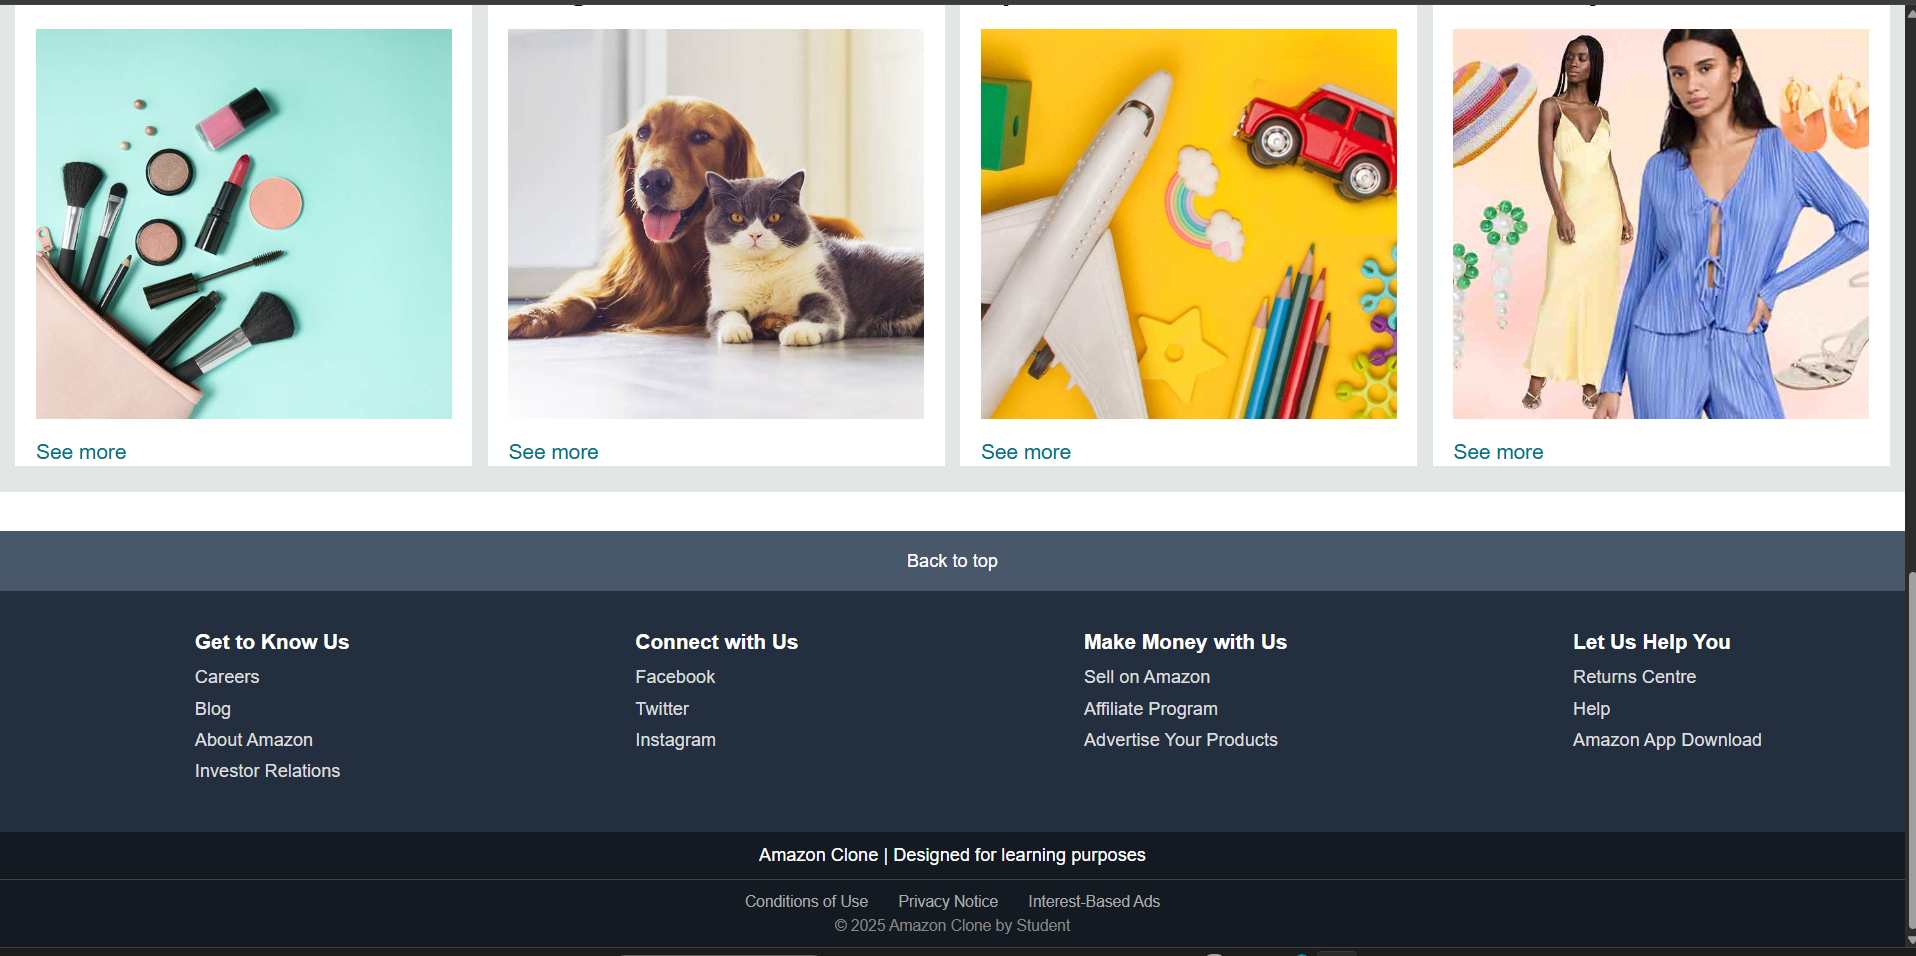 See more
See more
See more
See more
Back to top
Get to Know Us
Careers
Blog
About Amazon
Investor Relations
Connect with Us
Facebook
Twitter
Instagram
Make Money with Us
Sell on Amazon
Affiliate Program
Advertise Your Products
Let Us Help You
Returns Centre
Help
Amazon App Download
Amazon Clone | Designed for learning purposes
Conditions of Use Privacy Notice Interest-Based Ads
© 2025 Amazon Clone by Student